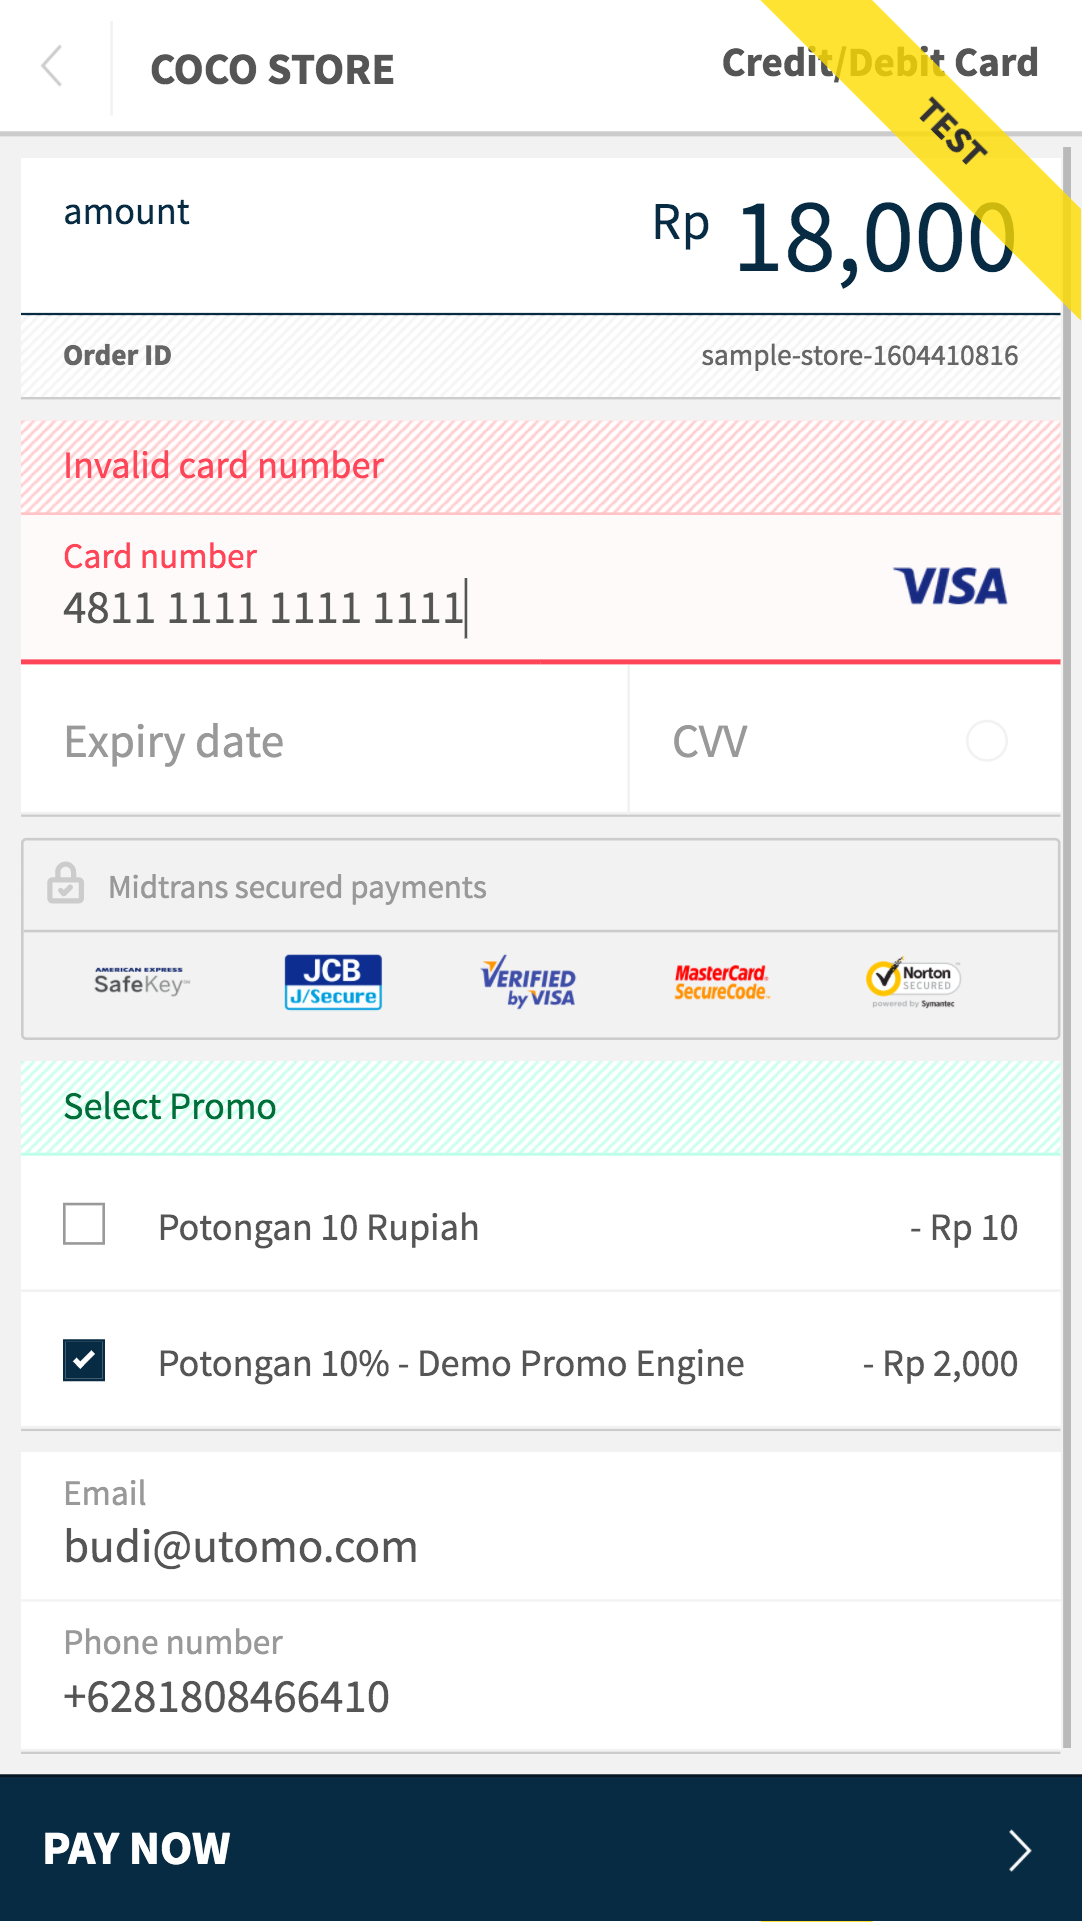 COCO STORE
Credit/Debit Card
TEST
amount
Rp 18,000
Order ID
sample-store-1604410816
Invalid card number
Card number
4811 1111 1111 1111
VISA
Expiry date
CVV
Midtrans secured payments
AMERICAN EXPRESS
SafeKey
JCB
J/Secure
VERIFIED
by VISA
MasterCard.
SecureCode.
Norton
SECURED
powered by Symantec
Select Promo
Potongan 10 Rupiah
- Rp 10
Potongan 10% - Demo Promo Engine
- Rp 2,000
Email
budi@utomo.com
Phone number
+6281808466410
PAY NOW